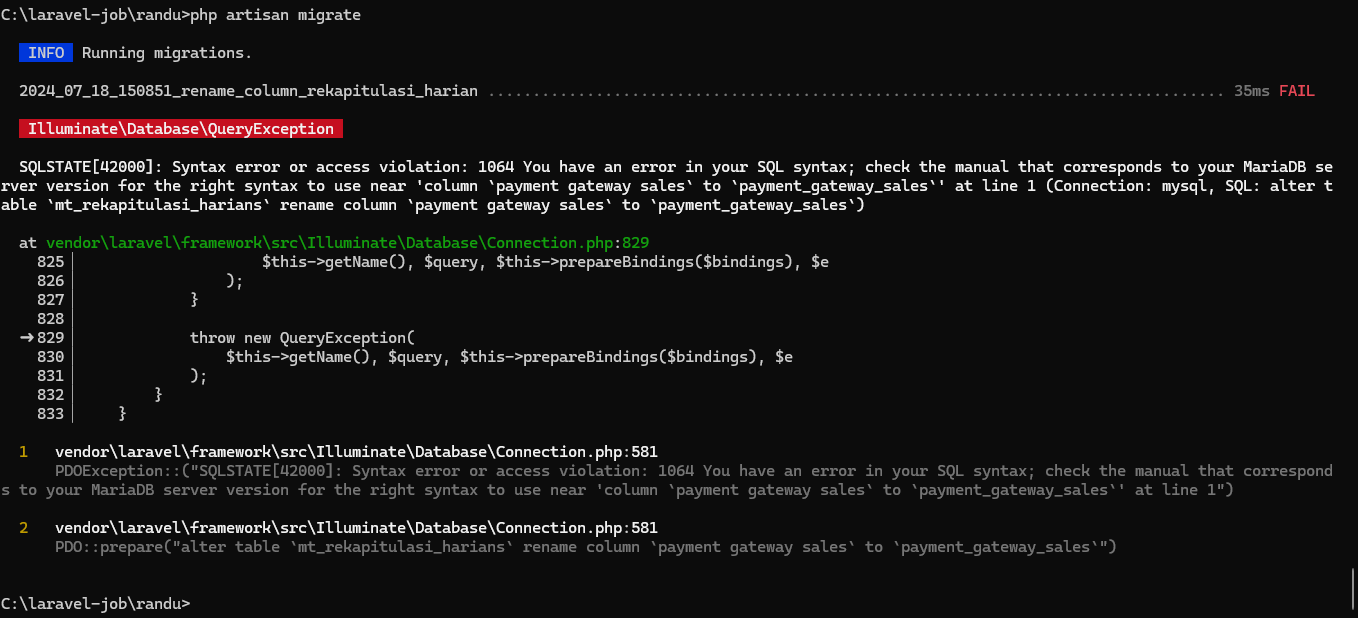 C:\laravel-job\randu>php artisan migrate
INFO Running migrations.
2024_07_18_150851_rename_column_rekapitulasi_harian .................................................................................. 35ms FAIL
Illuminate\Database\QueryException
SQLSTATE[42000]: Syntax error or access violation: 1064 You have an error in your SQL syntax; check the manual that corresponds to your MariaDB se
rver version for the right syntax to use near 'column `payment gateway sales` to `payment_gateway_sales`' at line 1 (Connection: mysql, SQL: alter t
able `mt_rekapitulasi_harians` rename column `payment gateway sales` to `payment_gateway_sales`)
at vendor\laravel\framework\src\Illuminate\Database\Connection.php:829
825 $this->getName(), $query, $this->prepareBindings($bindings), $e
826 );
827 }
828
➜829 throw new QueryException(
830 $this->getName(), $query, $this->prepareBindings($bindings), $e
831 );
832 }
833 }
1 vendor\laravel\framework\src\Illuminate\Database\Connection.php:581
PDOException::("SQLSTATE[42000]: Syntax error or access violation: 1064 You have an error in your SQL syntax; check the manual that correspond
s to your MariaDB server version for the right syntax to use near 'column `payment gateway sales` to `payment_gateway_sales`' at line 1")
2 vendor\laravel\framework\src\Illuminate\Database\Connection.php:581
PDO::prepare("alter table `mt_rekapitulasi_harians` rename column `payment gateway sales` to `payment_gateway_sales`")
C:\laravel-job\randu>